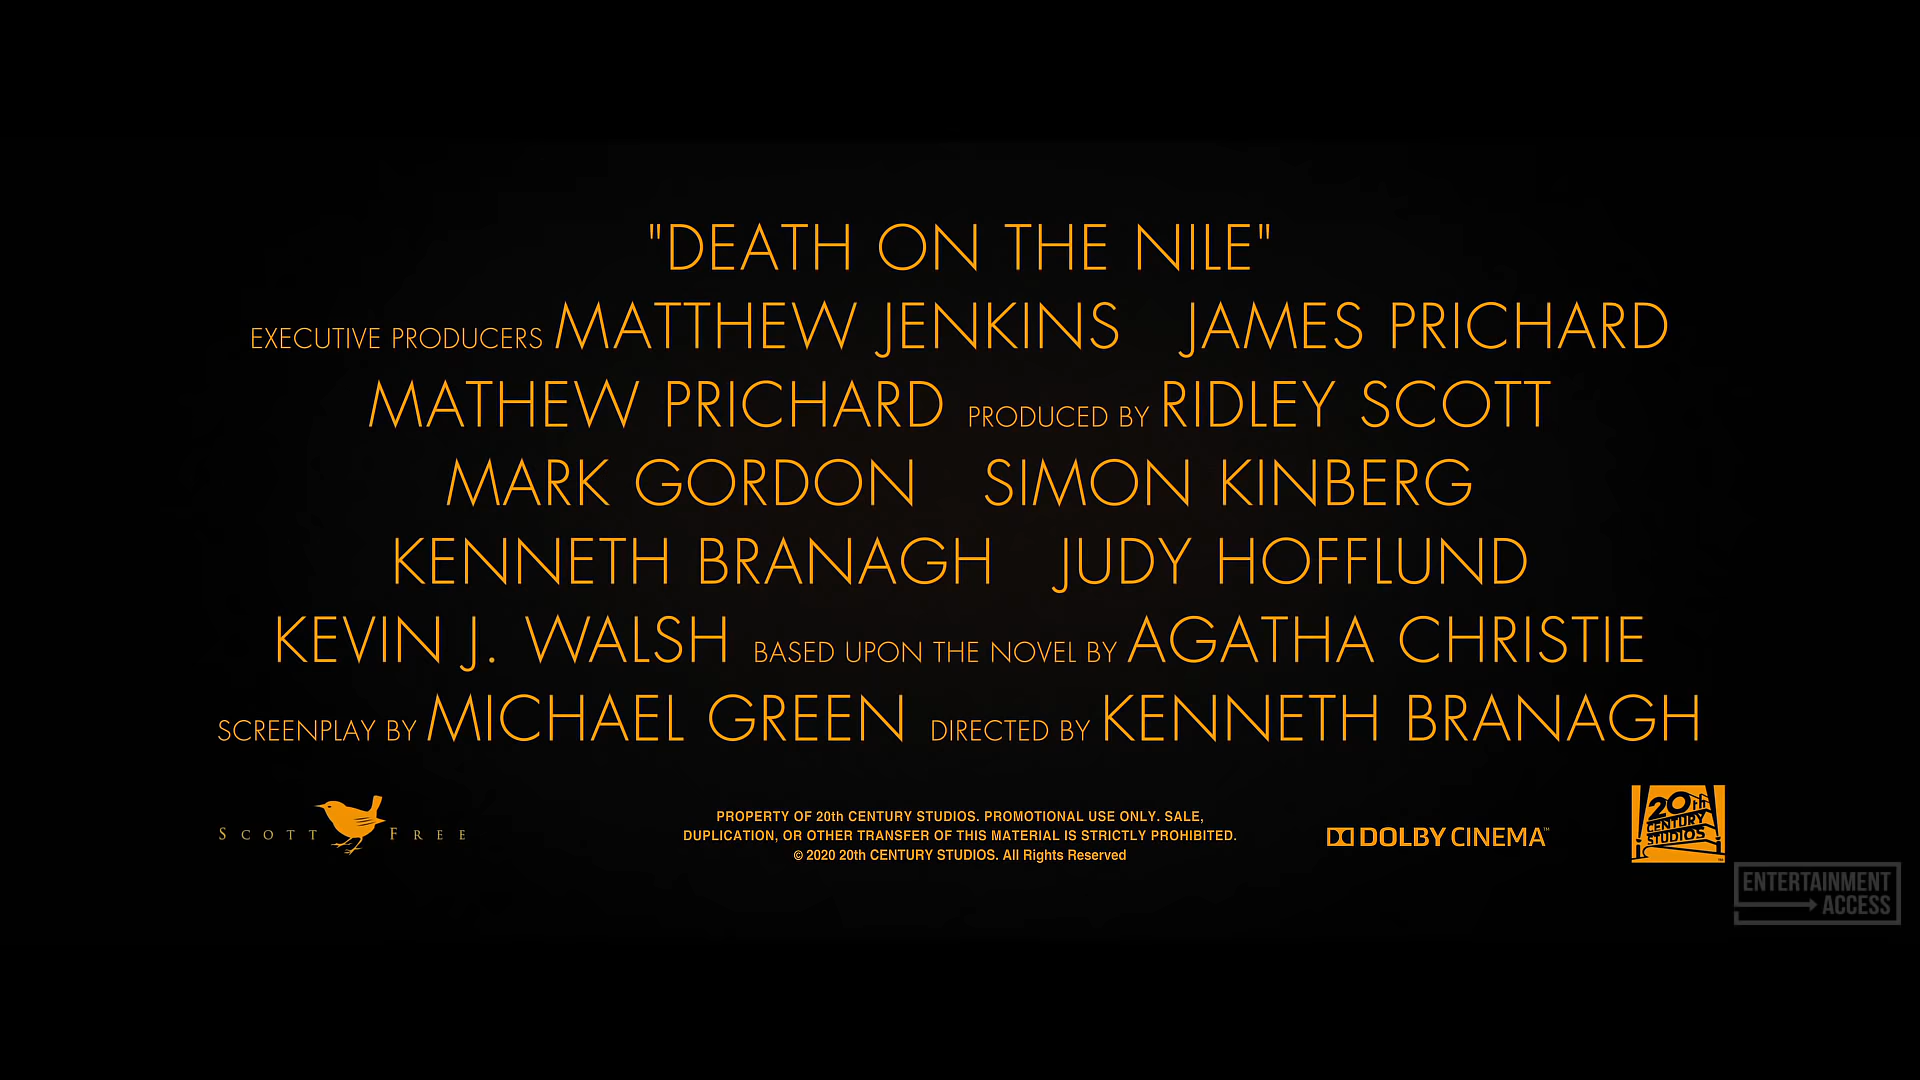 "DEATH ON THE NILE"
EXECUTIVE PRODUCERS MATTHEW JENKINS JAMES PRICHARD
MATHEW PRICHARD PRODUCED BY RIDLEY SCOTT
MARK GORDON SIMON KINBERG
KENNETH BRANAGH JUDY HOFFLUND
KEVIN J. WALSH BASED UPON THE NOVEL BY AGATHA CHRISTIE
SCREENPLAY BY MICHAEL GREEN DIRECTED BY KENNETH BRANAGH
SCOTT FREE
PROPERTY OF 20th CENTURY STUDIOS. PROMOTIONAL USE ONLY. SALE,
DUPLICATION, OR OTHER TRANSFER OF THIS MATERIAL IS STRICTLY PROHIBITED.
© 2020 20th CENTURY STUDIOS. All Rights Reserved
DOLBY CINEMA™
20th
CENTURY
STUDIOS
ENTERTAINMENT
ACCESS